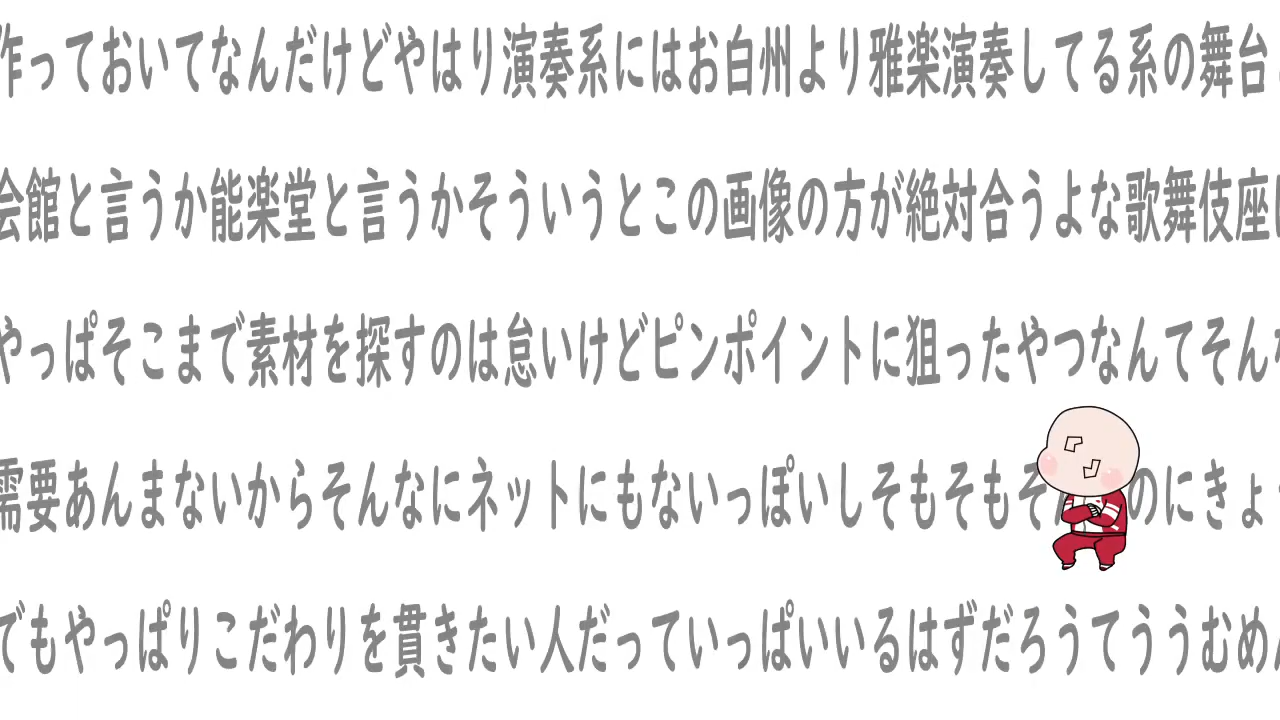 作っておいてなんだけどやはり演奏系にはお白州より雅楽演奏してる系の舞台
会館と言うか能楽堂と言うかそういうとこの画像の方が絶対合うよな歌舞伎座
やっぱそこまで素材を探すのは怠いけどピンポイントに狙ったやつなんてそん
需要あんまないからそんなにネットにもないっぽいしそもそもそ のにきょ
でもやっぱりこだわりを貫きたい人だっていっぱいいるはずだろうてううむめ